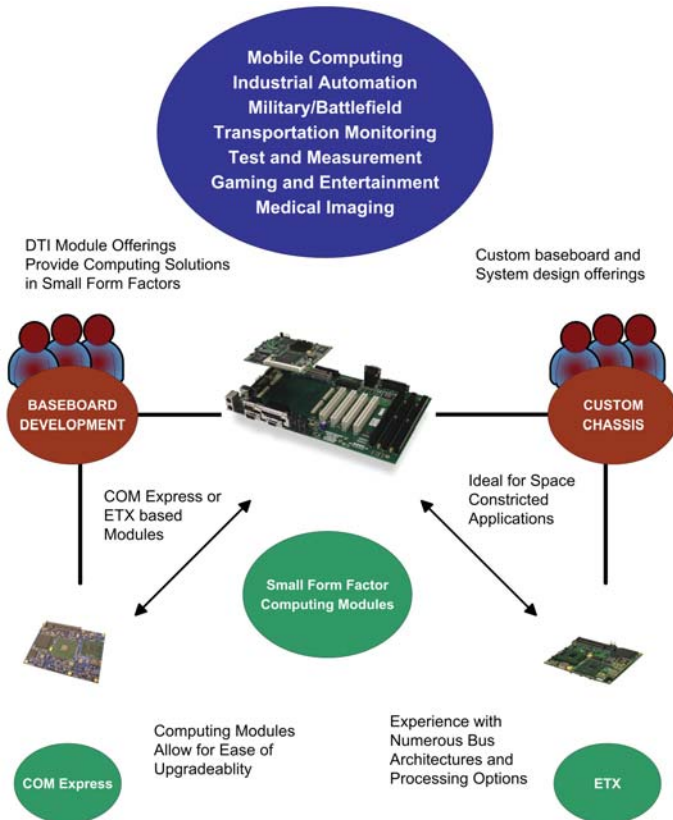 Mobile Computing
Industrial Automation
Military/Battlefield
Transportation Monitoring
Test and Measurement
Gaming and Entertainment
Medical Imaging
DTI Module Offerings
Provide Computing Solutions
in Small Form Factors
Custom baseboard and
System design offerings
BASEBOARD
DEVELOPMENT
CUSTOM
CHASSIS
COM Express or
ETX based
Modules
Ideal for Space
Constricted
Applications
Small Form Factor
Computing Modules
Computing Modules
Allow for Ease of
Upgradeablity
Experience with
Numerous Bus
Architectures and
Processing Options
COM Express
ETX